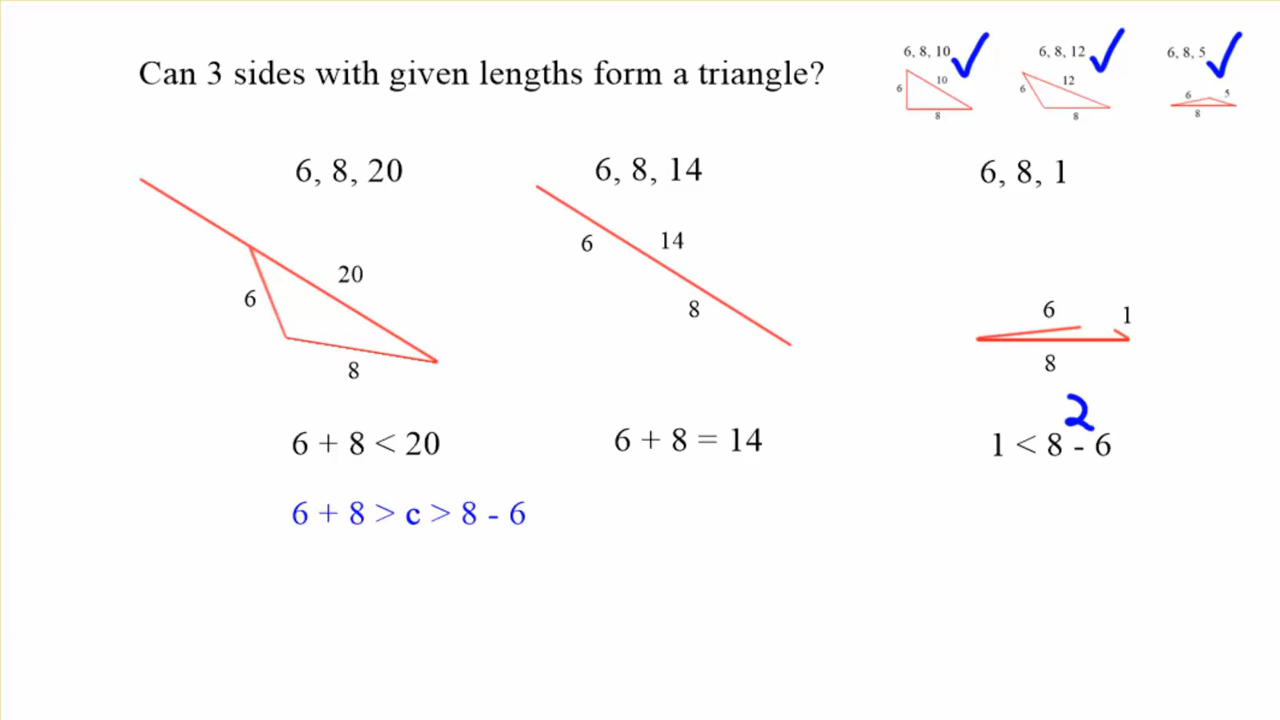 Can 3 sides with given lengths form a triangle?
6, 8, 10
6
10
8
6, 8, 12
6
12
8
6, 8, 5
6
5
8
6, 8, 20
20
6
8
6 + 8 < 20
6 + 8 > c > 8 - 6
6, 8, 14
6
14
8
6 + 8 = 14
6, 8, 1
6
1
8
2
1 < 8 - 6